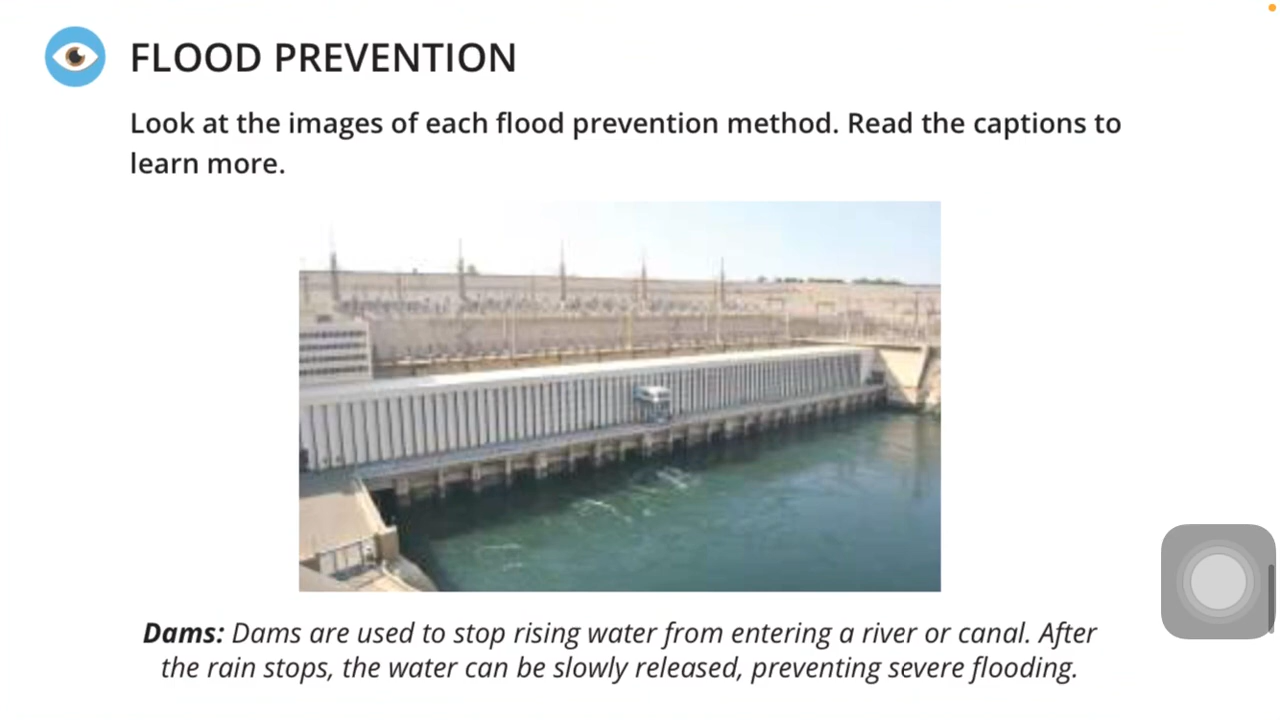 FLOOD PREVENTION
Look at the images of each flood prevention method. Read the captions to
learn more.
Dams: Dams are used to stop rising water from entering a river or canal. After
the rain stops, the water can be slowly released, preventing severe flooding.